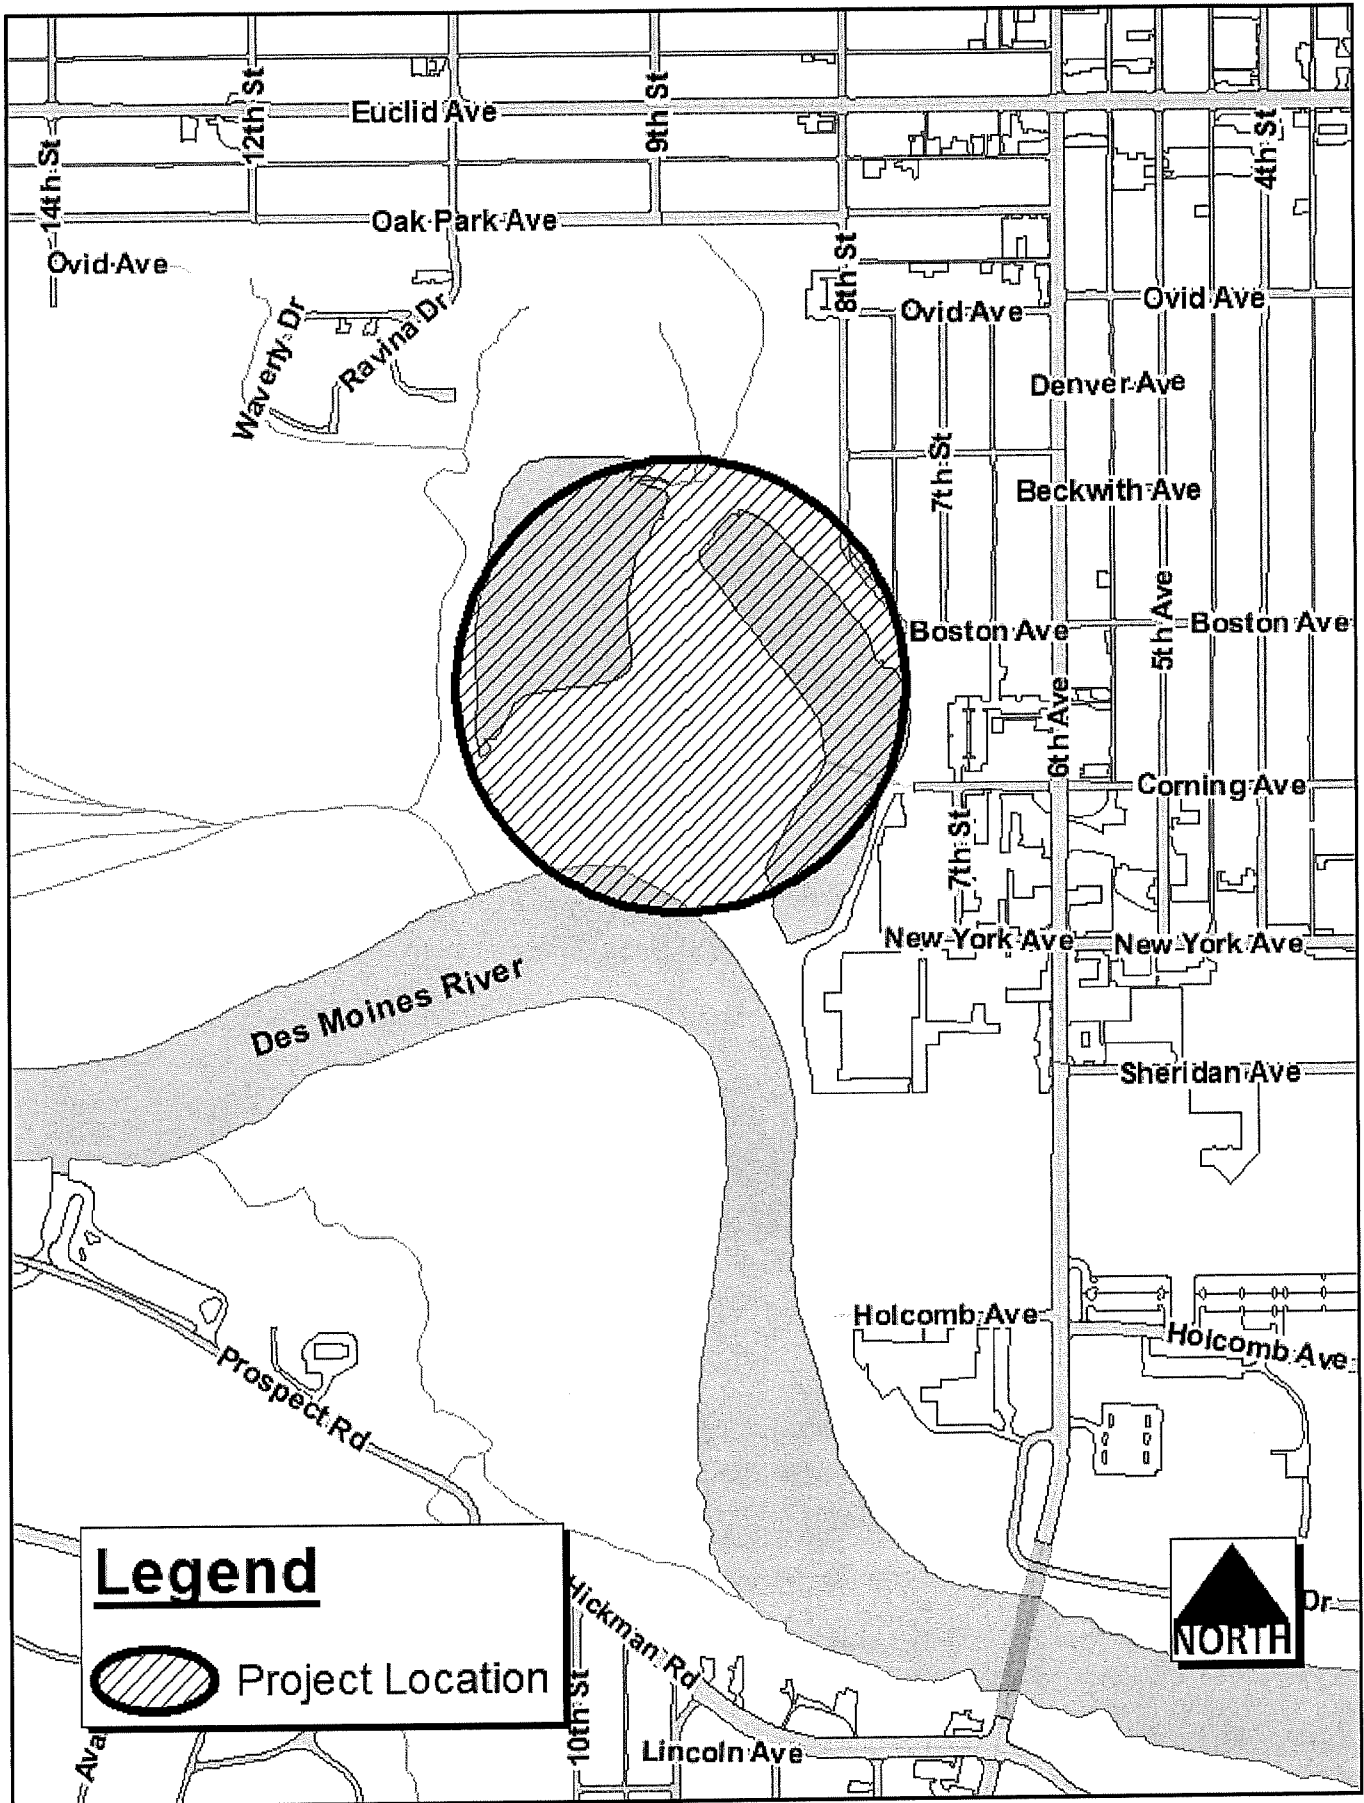 12th St
9th St
Euclid Ave
14th St
4th St
Oak Park Ave
Ovid Ave
8th St
Ovid Ave
Ovid Ave
Waverly Dr
Ravina Dr
Denver Ave
7th St
Beckwith Ave
Boston Ave
5th Ave
Boston Ave
6th Ave
Corning Ave
7th St
New York Ave
New York Ave
Des Moines River
Sheridan Ave
Holcomb Ave
Holcomb Ave
Prospect Rd
Legend
Project Location
Hickman Rd
10th St
NORTH
Dr
Lincoln Ave
Ava